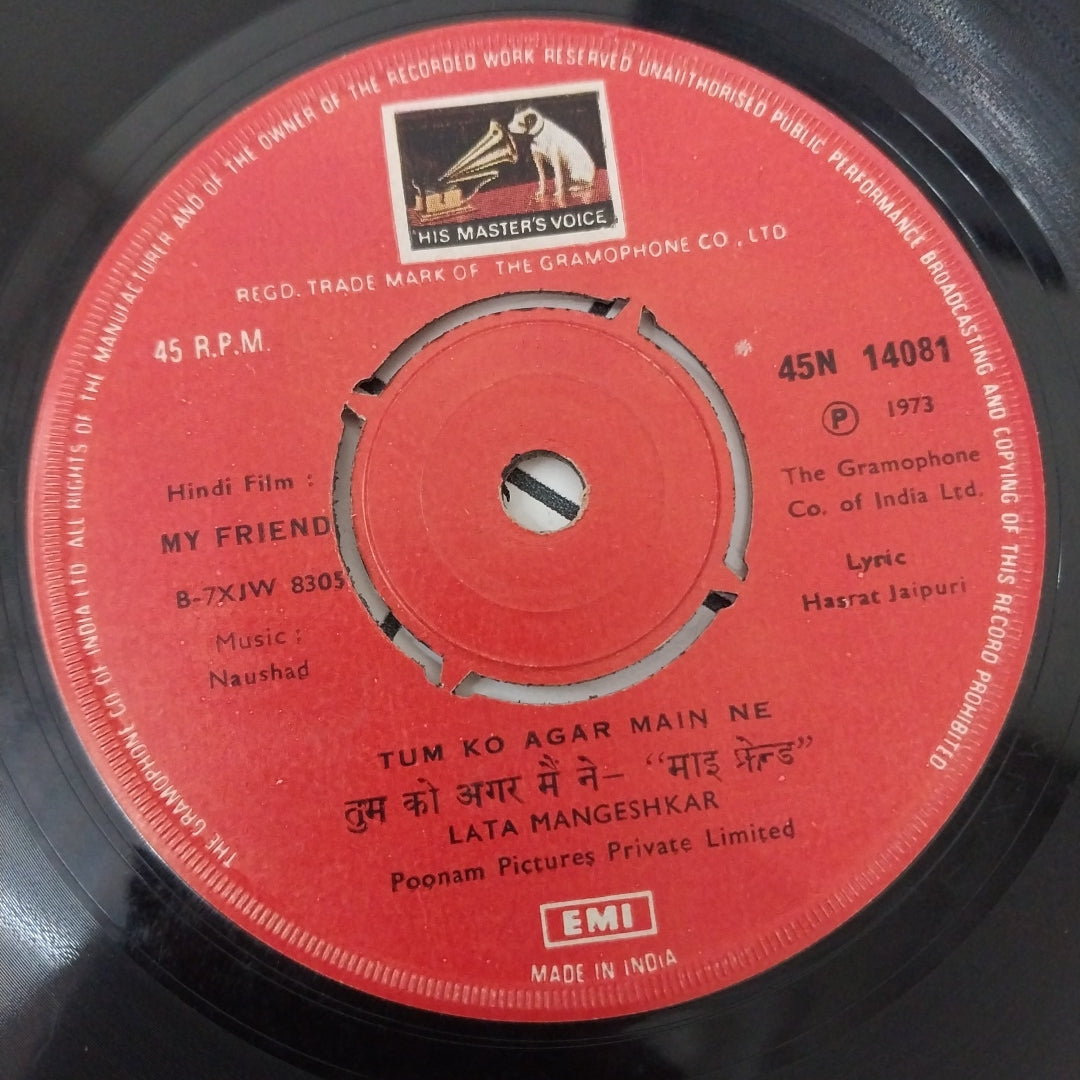 THE GRAMOPHONE CO. OF INDIA LTD. ALL RIGHTS OF THE MANUFACTURER AND OF THE OWNER OF THE RECORDED WORK RESERVED UNAUTHORISED PUBLIC PERFORMANCE BROADCASTING AND COPYING OF THIS RECORD PROHIBITED
HIS MASTER'S VOICE
REGD. TRADE MARK OF THE GRAMOPHONE CO., LTD
45 R.P.M.
45N 14081
Ⓟ 1973
The Gramophone
Co. of India Ltd.
Hindi Film :
MY FRIEND
B-7XJW 8305
Music :
Naushad
Lyric
Hasrat Jaipuri
TUM KO AGAR MAIN NE
तुम को अगर मैं ने– “माइ फ्रेन्ड”
LATA MANGESHKAR
Poonam Pictures Private Limited
EMI
MADE IN INDIA